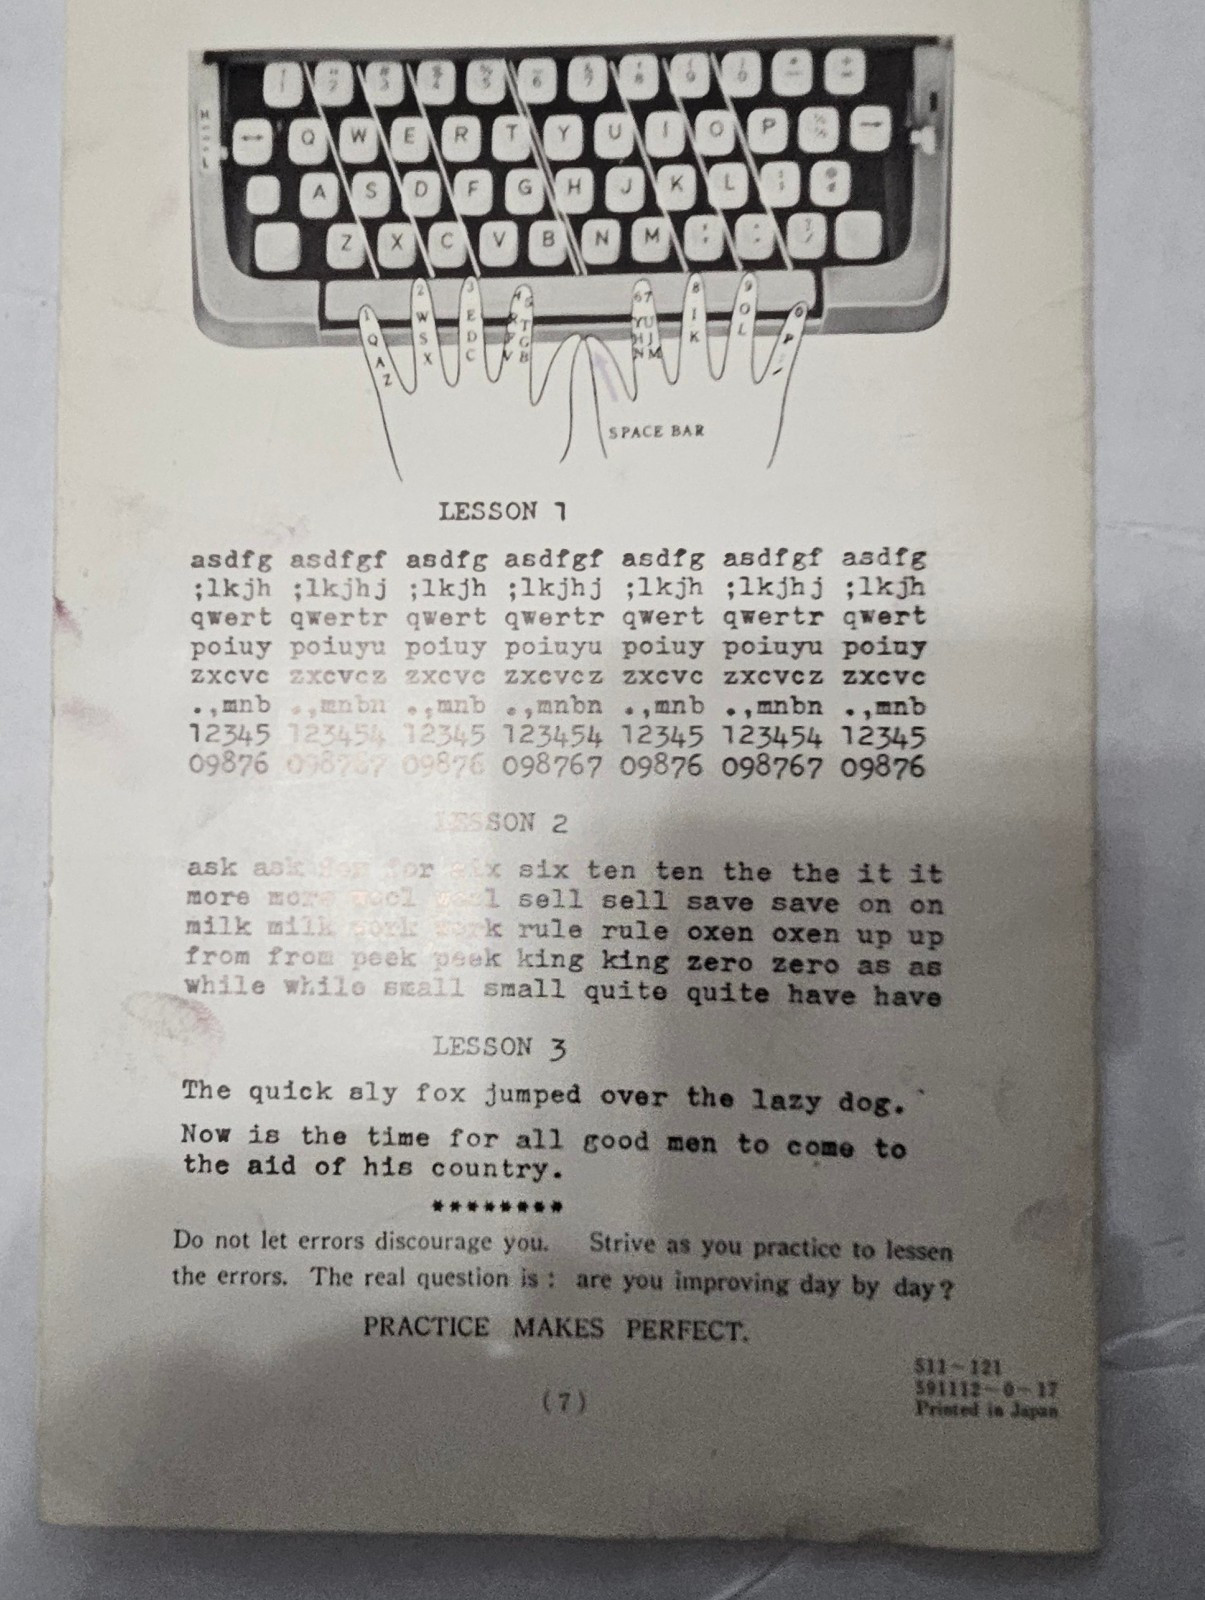 Q W E R T Y U I O P
A S D F G H J K L
Z X C V B N M
SPACE BAR
LESSON 1
asdfg asdfgf asdfg asdfgf asdfg asdfgf asdfg
;lkjh ;lkjhj ;lkjh ;lkjhj ;lkjh ;lkjhj ;lkjh
qwert qwertr qwert qwertr qwert qwertr qwert
poiuy poiuyu poiuy poiuyu poiuy poiuyu poiuy
zxcvc zxcvcz zxcvc zxcvcz zxcvc zxcvcz zxcvc
.,mnb .,mnbn .,mnb .,mnbn .,mnb .,mnbn .,mnb
12345 123454 12345 123454 12345 123454 12345
09876 098767 09876 098767 09876 098767 09876
LESSON 2
ask ask for six six ten ten the the it it
more more sell sell save save on on
milk milk rule rule oxen oxen up up
from from peek peek king king zero zero as as
while while small small quite quite have have
LESSON 3
The quick sly fox jumped over the lazy dog.
Now is the time for all good men to come to
the aid of his country.
********
Do not let errors discourage you. Strive as you practice to lessen
the errors. The real question is: are you improving day by day?
PRACTICE MAKES PERFECT.
(7)
511-121
591112-0-17
Printed in Japan